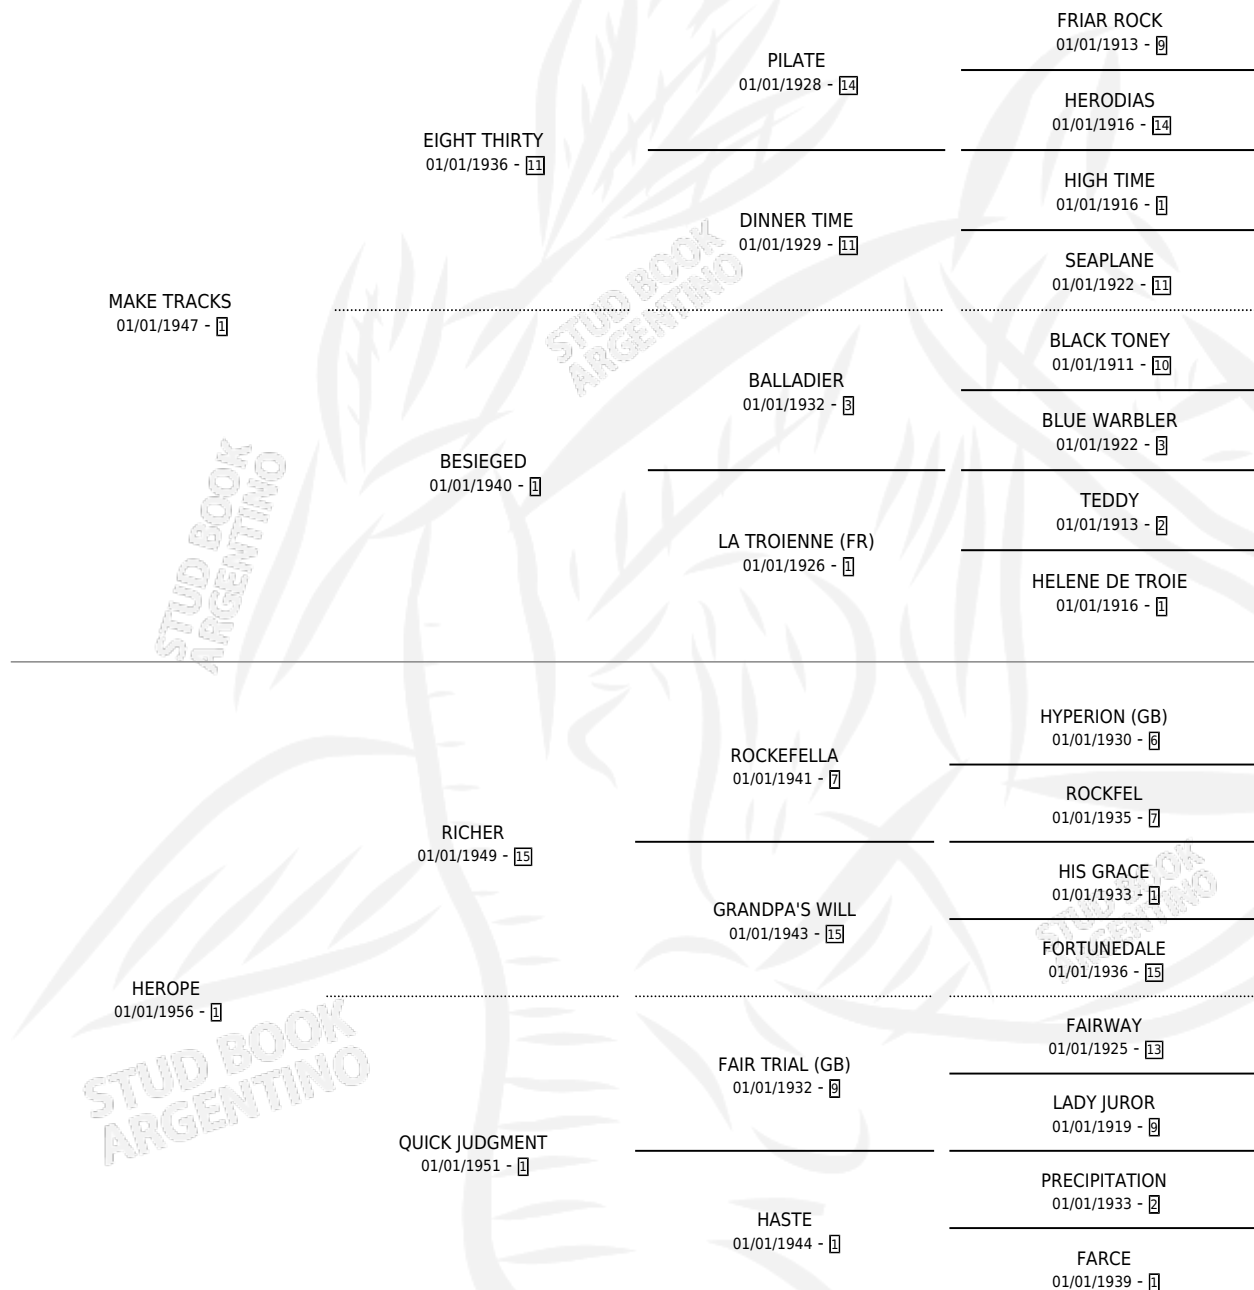 FRIAR ROCK
01/01/1913 - 9
PILATE
01/01/1928 - 14
HERODIAS
01/01/1916 - 14
EIGHT THIRTY
01/01/1936 - 11
HIGH TIME
01/01/1916 - 1
DINNER TIME
01/01/1929 - 11
SEAPLANE
01/01/1922 - 11
MAKE TRACKS
01/01/1947 - 1
BLACK TONEY
01/01/1911 - 10
BALLADIER
01/01/1932 - 3
BLUE WARBLER
01/01/1922 - 3
BESIEGED
01/01/1940 - 1
TEDDY
01/01/1913 - 2
LA TROIENNE (FR)
01/01/1926 - 1
HELENE DE TROIE
01/01/1916 - 1
HYPERION (GB)
01/01/1930 - 6
ROCKEFELLA
01/01/1941 - 7
ROCKFEL
01/01/1935 - 7
RICHER
01/01/1949 - 15
HIS GRACE
01/01/1933 - 1
GRANDPA'S WILL
01/01/1943 - 15
FORTUNEDALE
01/01/1936 - 15
HEROPE
01/01/1956 - 1
FAIRWAY
01/01/1925 - 13
FAIR TRIAL (GB)
01/01/1932 - 9
LADY JUROR
01/01/1919 - 9
QUICK JUDGMENT
01/01/1951 - 1
PRECIPITATION
01/01/1933 - 2
HASTE
01/01/1944 - 1
FARCE
01/01/1939 - 1
STUD BOOK
ARGENTINO
STUD BOOK
ARGENTINO
STUD BOOK
ARGENTINO
STUD BOOK
ARGENTINO